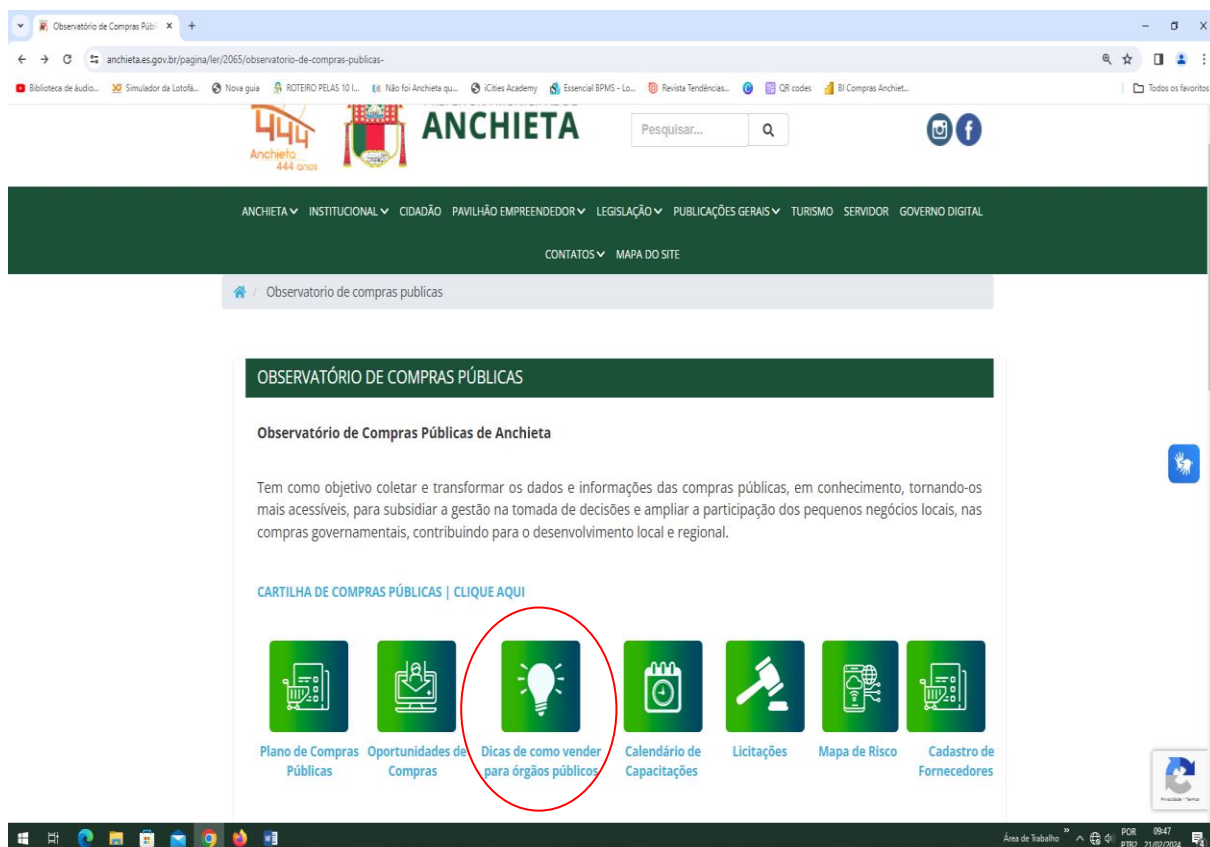 Observatório de Compras Públ
anchieta.es.gov.br/pagina/ler/2065/observatorio-de-compras-publicas-
Biblioteca de áudio... Simulador da Lotofá... Nova guia ROTEIRO PELAS 10 I... Não foi Anchieta qu... iCities Academy Essencial BPMS - Lo... Revista Tendências... QR codes BI Compras Anchiet... Todos os favoritos
444
Anchieta
444 anos
ANCHIETA
Pesquisar...
ANCHIETA INSTITUCIONAL CIDADÃO PAVILHÃO EMPREENDEDOR LEGISLAÇÃO PUBLICAÇÕES GERAIS TURISMO SERVIDOR GOVERNO DIGITAL
CONTATOS MAPA DO SITE
/ Observatorio de compras publicas
OBSERVATÓRIO DE COMPRAS PÚBLICAS
Observatório de Compras Públicas de Anchieta
Tem como objetivo coletar e transformar os dados e informações das compras públicas, em conhecimento, tornando-os
mais acessíveis, para subsidiar a gestão na tomada de decisões e ampliar a participação dos pequenos negócios locais, nas
compras governamentais, contribuindo para o desenvolvimento local e regional.
CARTILHA DE COMPRAS PÚBLICAS | CLIQUE AQUI
Plano de Compras Públicas
Oportunidades de Compras
Dicas de como vender para órgãos públicos
Calendário de Capacitações
Licitações
Mapa de Risco
Cadastro de Fornecedores
Privacidade - Termos
Área de Trabalho
POR 09:47
PTB2 21/02/2024